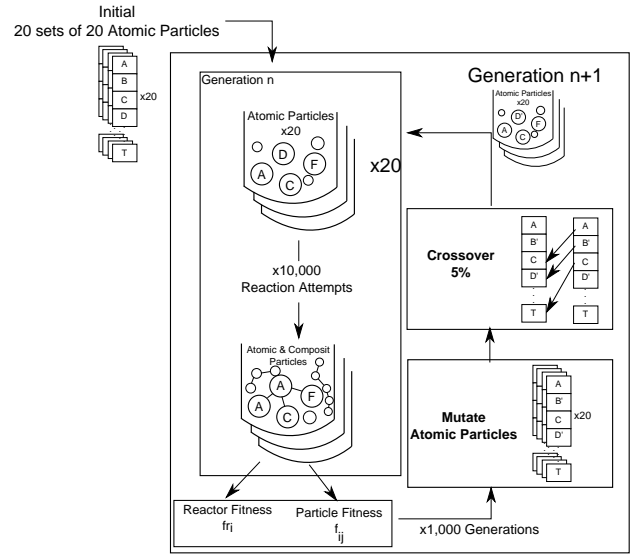 Initial
20 sets of 20 Atomic Particles
A
B
C
D
T
x20
Generation n
Atomic Particles
x20
D
F
A
C
x20
x10,000
Reaction Attempts
Atomic & Composit
Particles
A
F
A
C
Reactor Fitness
fri
Particle Fitness
fij
x1,000 Generations
Mutate
Atomic Particles
A
B'
C
D'
T
x20
Crossover
5%
A
B'
C
D'
T
A
B'
C
D'
T
Generation n+1
Atomic Particles
x20
D'
F
A
C